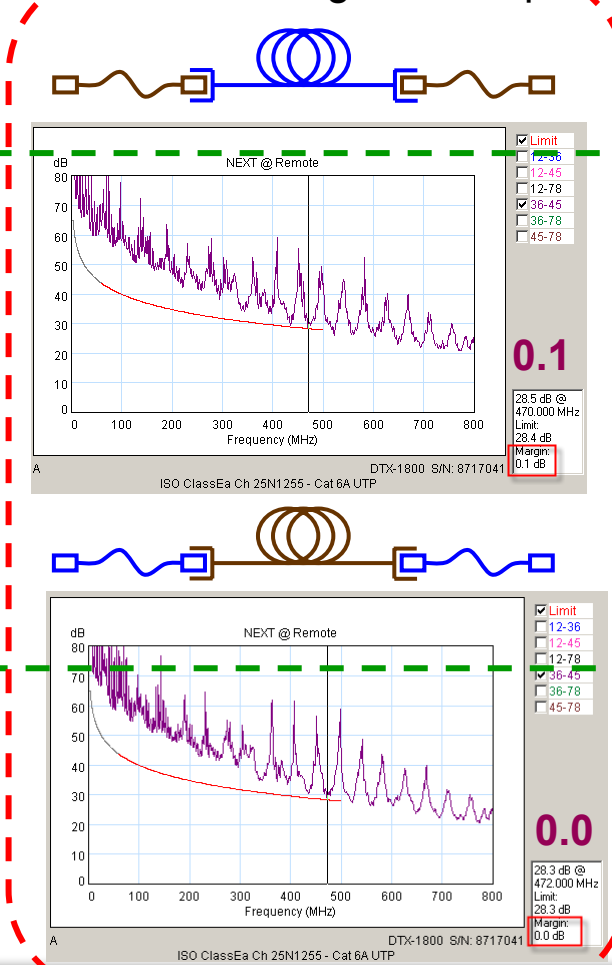 Limit
12-36
dB
NEXT @ Remote
12-45
80
12-78
70
36-45
60
36-78
50
45-78
40
30
20
10
0
0.1
28.5 dB @
470.000 MHz
Limit:
28.4 dB
Margin:
0.1 dB
0 100 200 300 400 500 600 700 800
Frequency (MHz)
A
DTX-1800 S/N: 8717041
ISO ClassEa Ch 25N1255 - Cat 6A UTP
Limit
12-36
dB
NEXT @ Remote
12-45
80
12-78
70
36-45
60
36-78
50
45-78
40
30
20
10
0
0.0
28.3 dB @
472.000 MHz
Limit:
28.3 dB
Margin:
0.0 dB
0 100 200 300 400 500 600 700 800
Frequency (MHz)
A
DTX-1800 S/N: 8717041
ISO ClassEa Ch 25N1255 - Cat 6A UTP